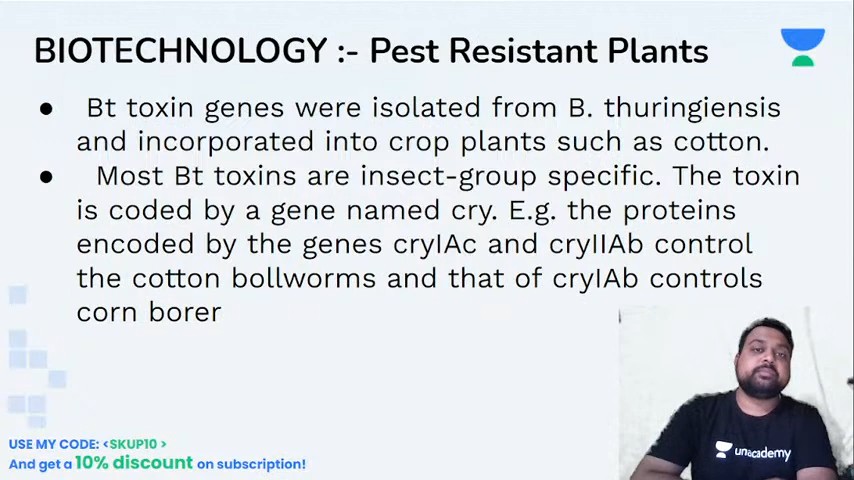 BIOTECHNOLOGY :- Pest Resistant Plants
● Bt toxin genes were isolated from B. thuringiensis
and incorporated into crop plants such as cotton.
● Most Bt toxins are insect-group specific. The toxin
is coded by a gene named cry. E.g. the proteins
encoded by the genes cryIAc and cryIIAb control
the cotton bollworms and that of cryIAb controls
corn borer
USE MY CODE: <SKUP10 >
And get a 10% discount on subscription!
unacademy